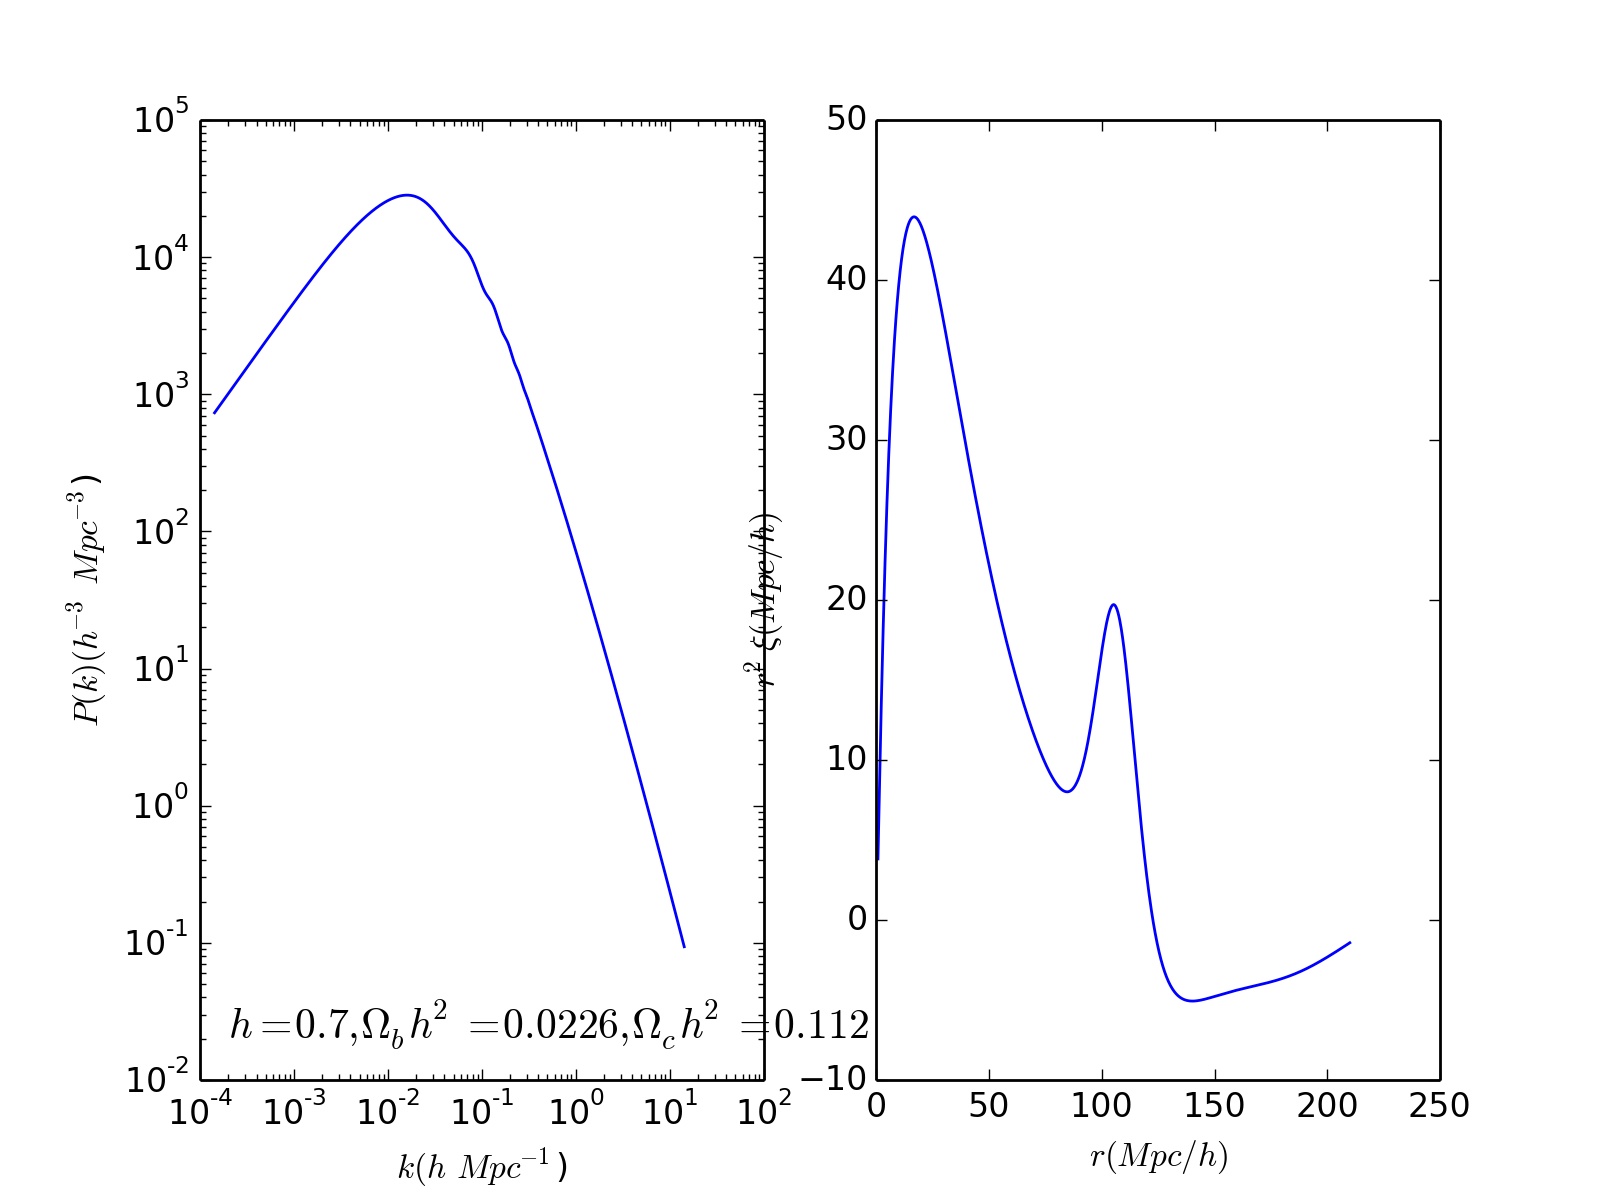 10^5
10^4
10^3
10^2
10^1
10^0
10^-1
10^-2
P(k)(h^−3 Mpc^−3)
h=0.7,Ω_b h^2 =0.0226,Ω_c h^2 =0.112
10^-4 10^-3 10^-2 10^-1 10^0 10^1 10^2
k(h Mpc^−1)
50
40
30
20
10
0
−10
r^2 ξ(Mpc/h)
0 50 100 150 200 250
r(Mpc/h)